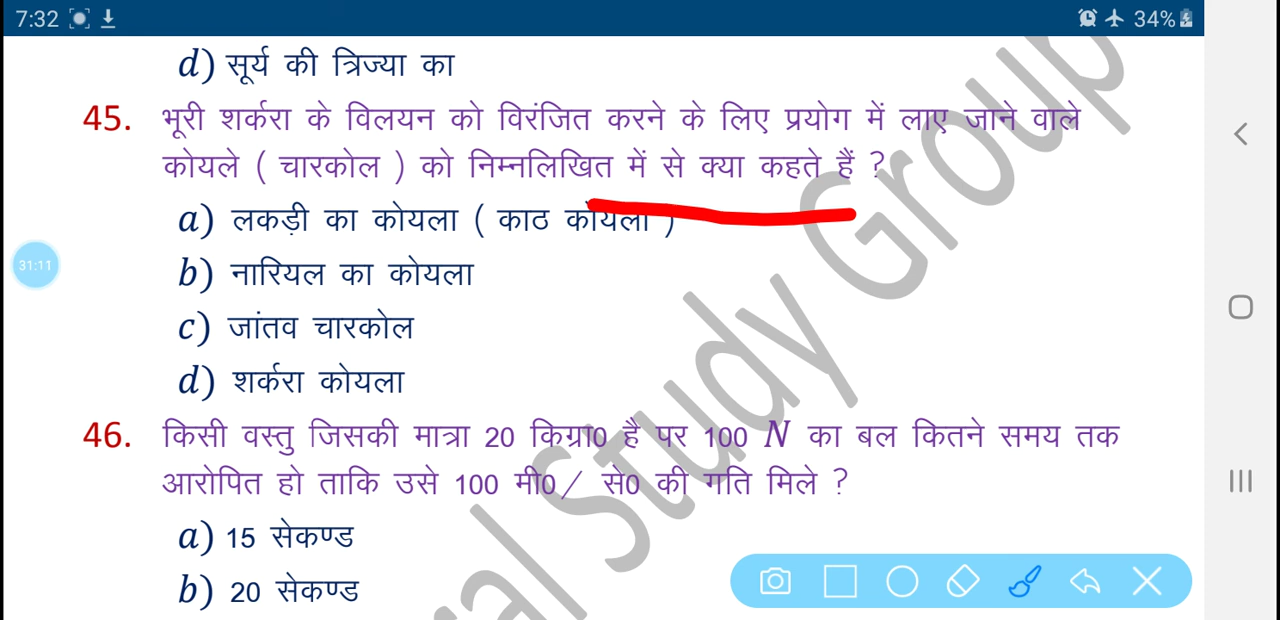 7:32 34%
d) सूर्य की त्रिज्या का
45. भूरी शर्करा के विलयन को विरंजित करने के लिए प्रयोग में लाए जाने वाले
कोयले ( चारकोल ) को निम्नलिखित में से क्या कहते हैं ?
a) लकड़ी का कोयला ( काठ कोयला )
31:11
b) नारियल का कोयला
c) जांतव चारकोल
d) शर्करा कोयला
46. किसी वस्तु जिसकी मात्रा 20 किग्रा0 है पर 100 N का बल कितने समय तक
आरोपित हो ताकि उसे 100 मी0/ से0 की गति मिले ?
a) 15 सेकण्ड
b) 20 सेकण्ड
ral Study Group